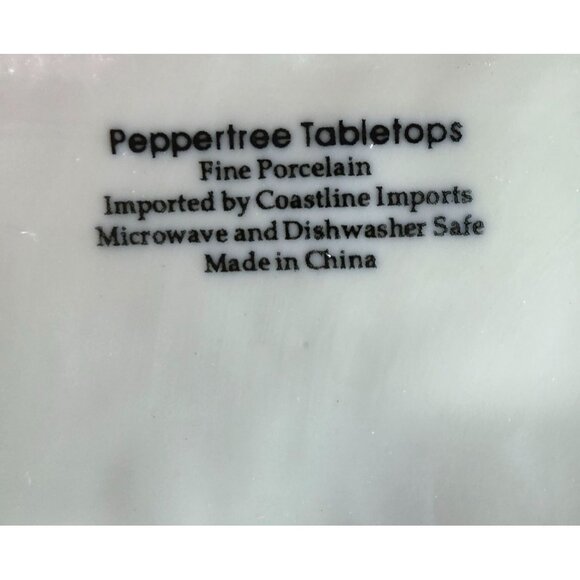 Peppertree Tabletops
Fine Porcelain
Imported by Coastline Imports
Microwave and Dishwasher Safe
Made in China